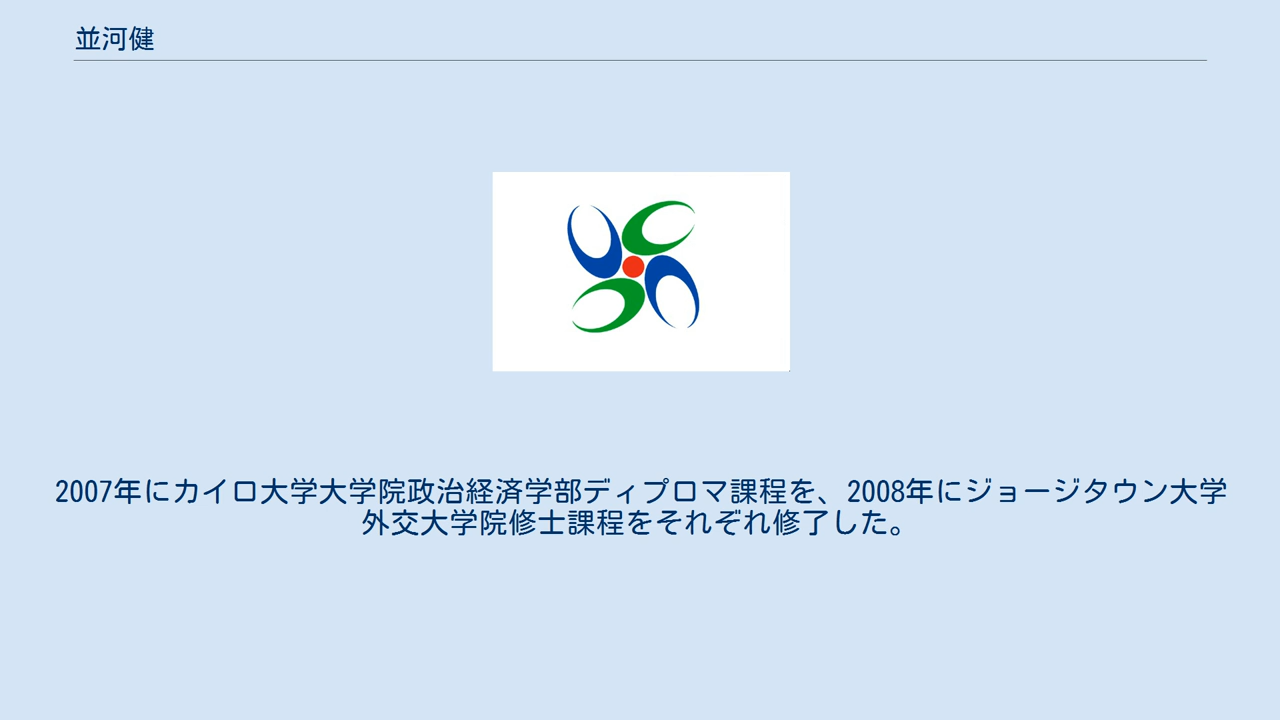 並河健
2007年にカイロ大学大学院政治経済学部ディプロマ課程を、2008年にジョージタウン大学
外交大学院修士課程をそれぞれ修了した。